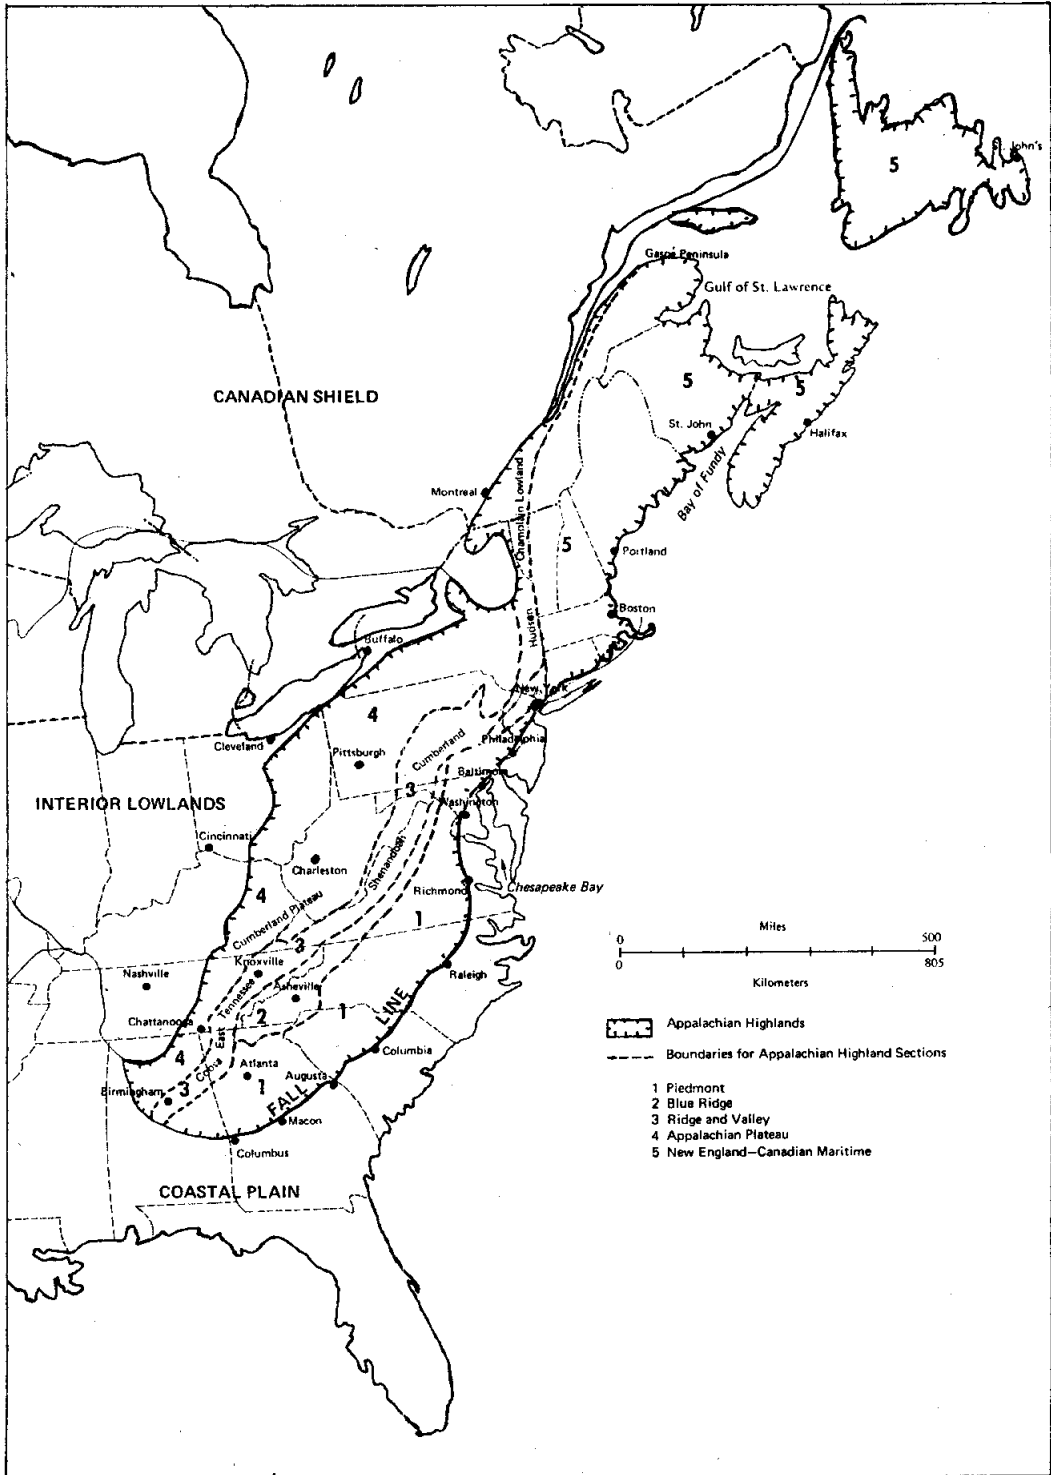 5
St. John's
Gaspé Peninsula
Gulf of St. Lawrence
CANADIAN SHIELD
5
5
St. John
Halifax
Bay of Fundy
Montreal
Champlain Lowland
5
Portland
Hudson
Boston
Buffalo
New York
4
Cleveland
Pittsburgh
Cumberland
Philadelphia
Baltimore
3
INTERIOR LOWLANDS
Washington
Cincinnati
Shenandoah
Charleston
4
Richmond
Chesapeake Bay
1
Cumberland Plateau
3
Miles
0 500
0 805
Kilometers
Nashville
Knoxville
Raleigh
Asheville
East Tennessee
2
1
LINE
Chattanooga
Appalachian Highlands
Columbia
Boundaries for Appalachian Highland Sections
4
Coosa
Atlanta
Augusta
Birmingham
3
1
FALL
Macon
Columbus
1 Piedmont
2 Blue Ridge
3 Ridge and Valley
4 Appalachian Plateau
5 New England—Canadian Maritime
COASTAL PLAIN